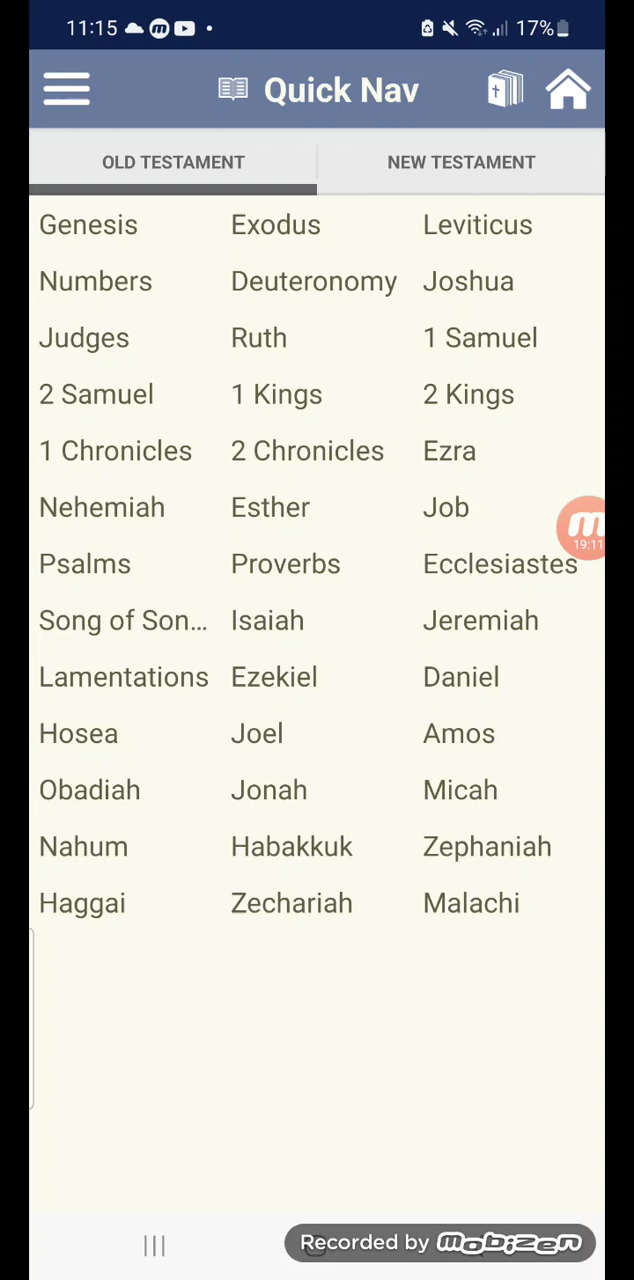 11:15 17%
Quick Nav
OLD TESTAMENT NEW TESTAMENT
Genesis Exodus Leviticus
Numbers Deuteronomy Joshua
Judges Ruth 1 Samuel
2 Samuel 1 Kings 2 Kings
1 Chronicles 2 Chronicles Ezra
Nehemiah Esther Job
19:11
Psalms Proverbs Ecclesiastes
Song of Son... Isaiah Jeremiah
Lamentations Ezekiel Daniel
Hosea Joel Amos
Obadiah Jonah Micah
Nahum Habakkuk Zephaniah
Haggai Zechariah Malachi
Recorded by mobizen